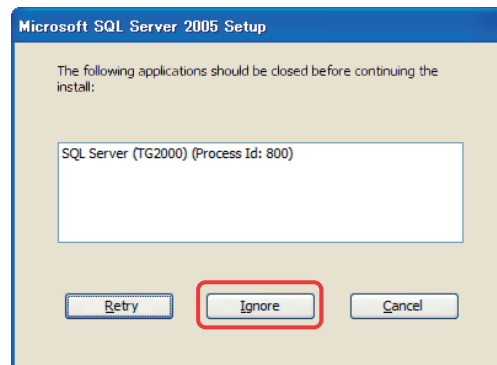 Microsoft SQL Server 2005 Setup
The following applications should be closed before continuing the
install:
SQL Server (TG2000) (Process Id: 800)
Retry Ignore Cancel